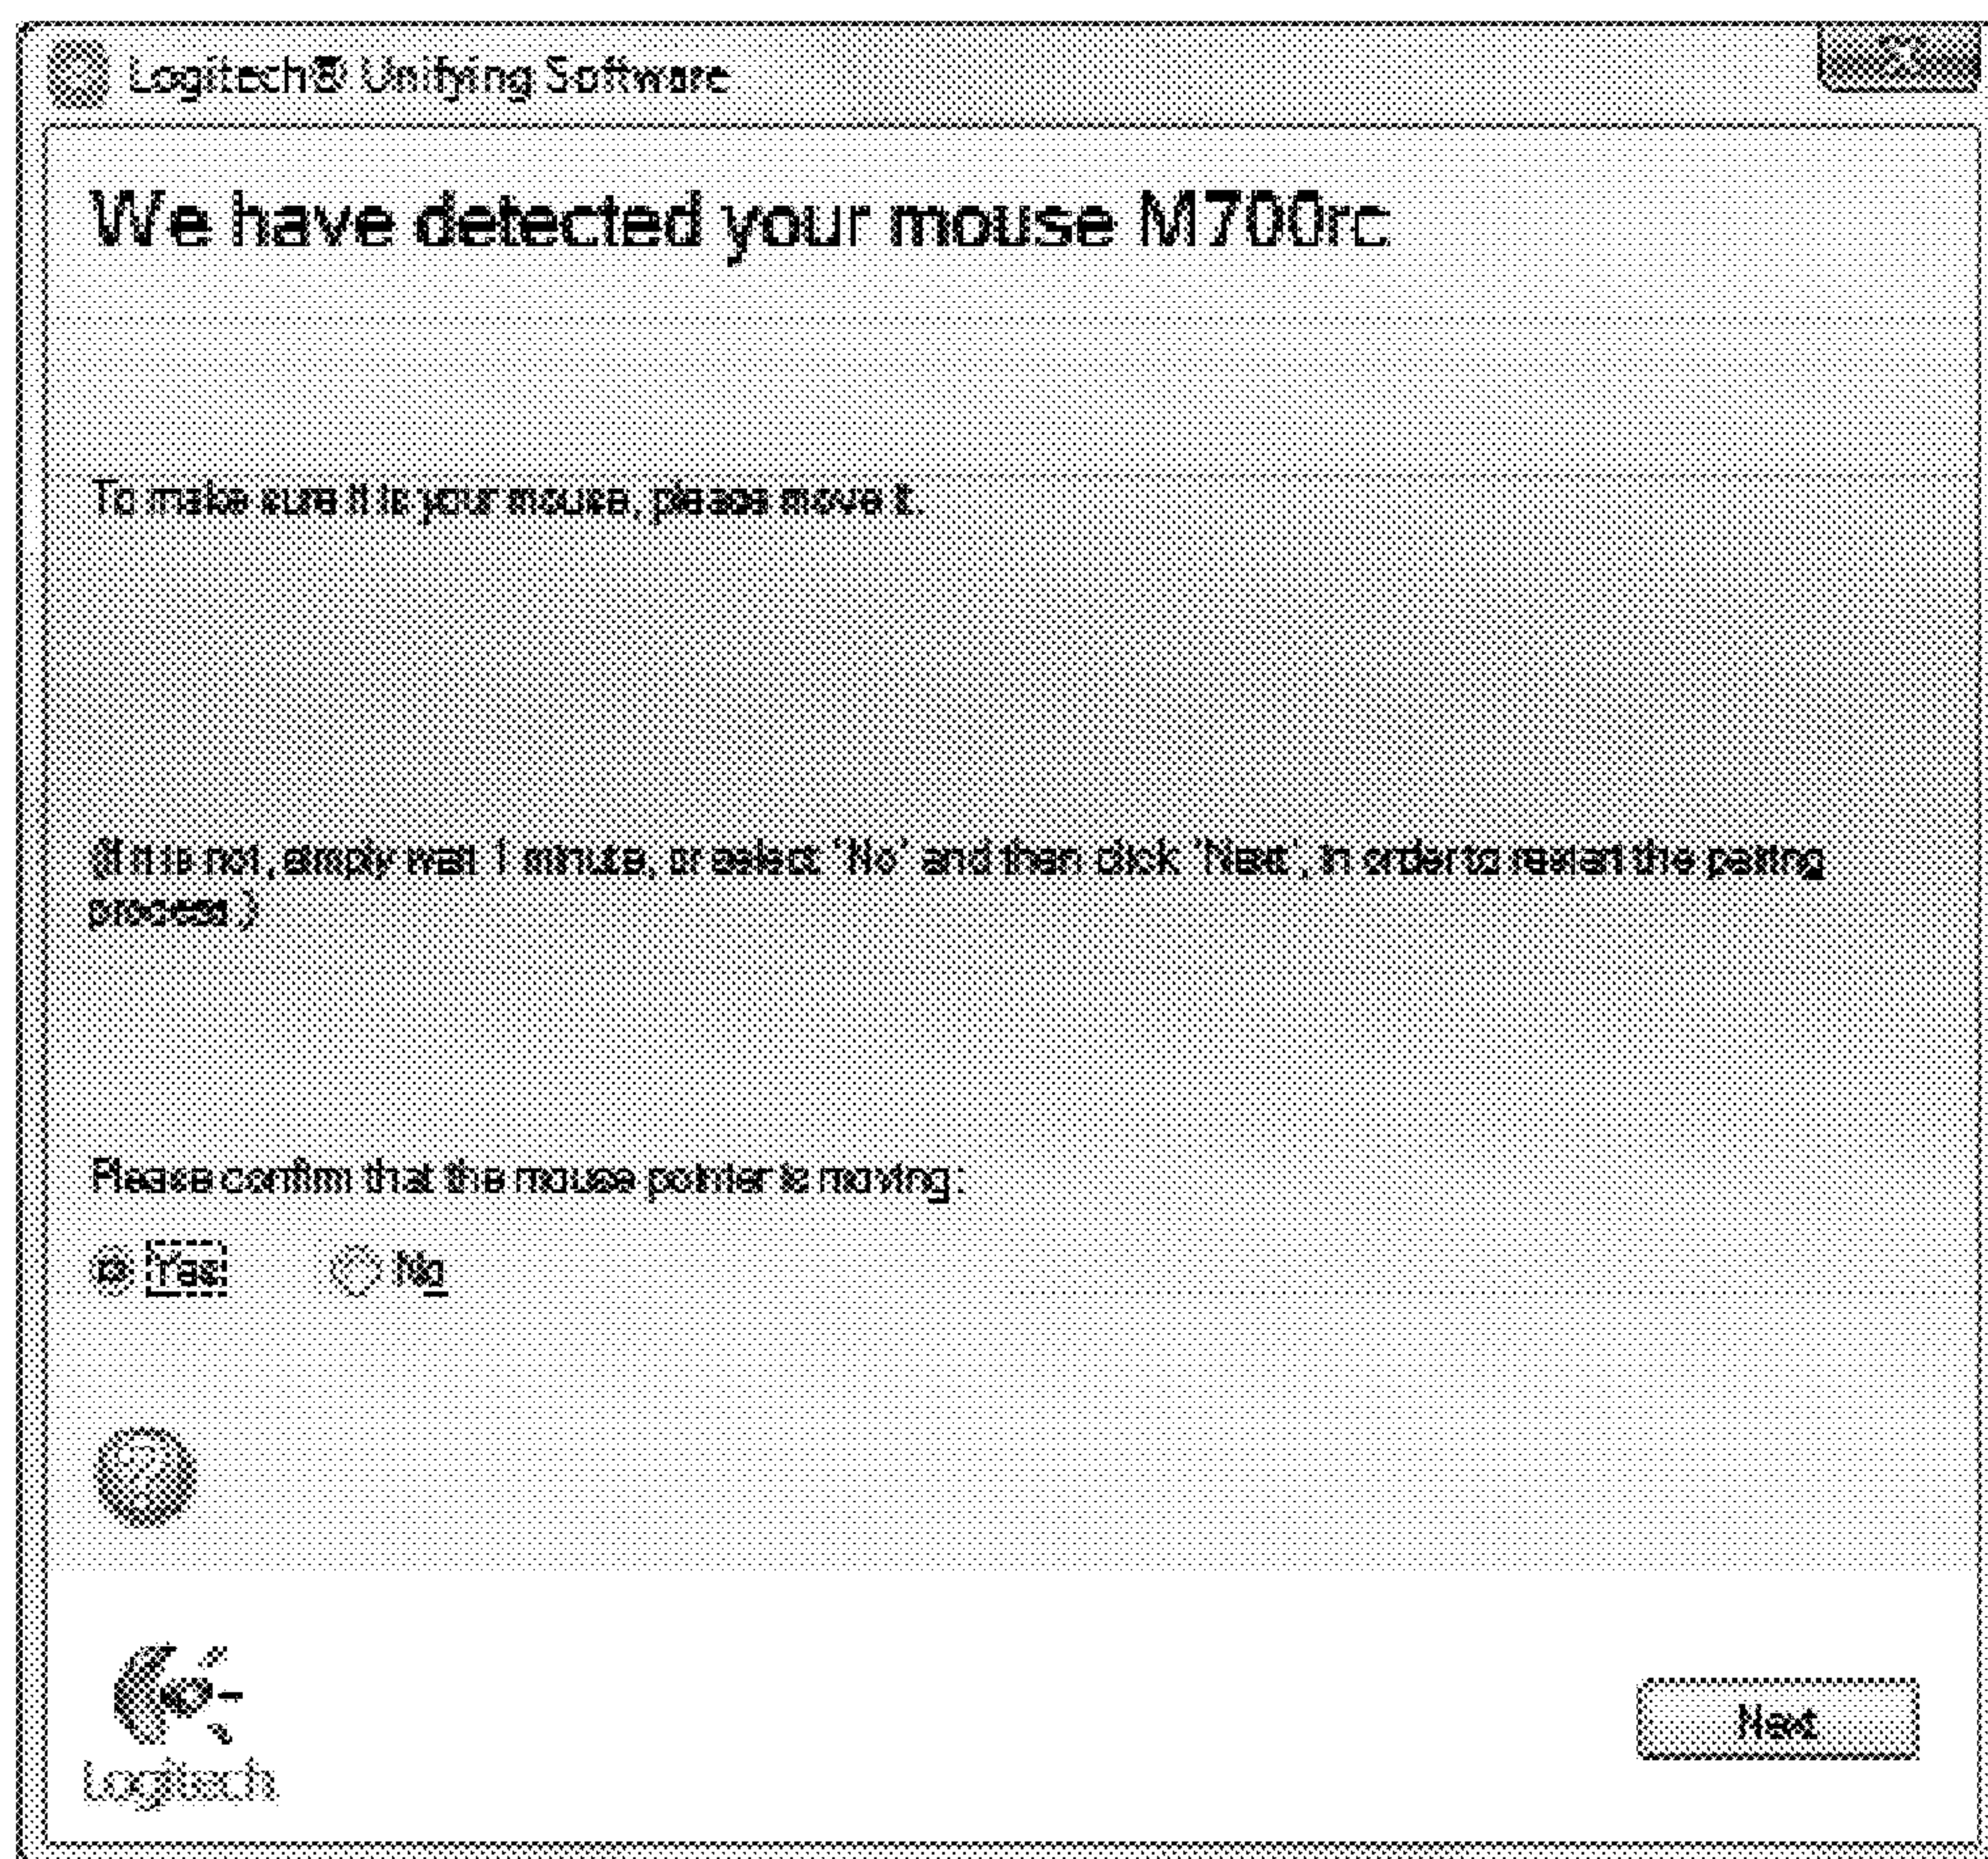 Logitech® Unifying Software
We have detected your mouse M700rc
To make sure it is your mouse, please move it.
(If it is not, simply wait 1 minute, or select 'No' and then click 'Next', in order to restart the pairing
process.)
Please confirm that the mouse pointer is moving:
Yes No
?
Logitech
Next